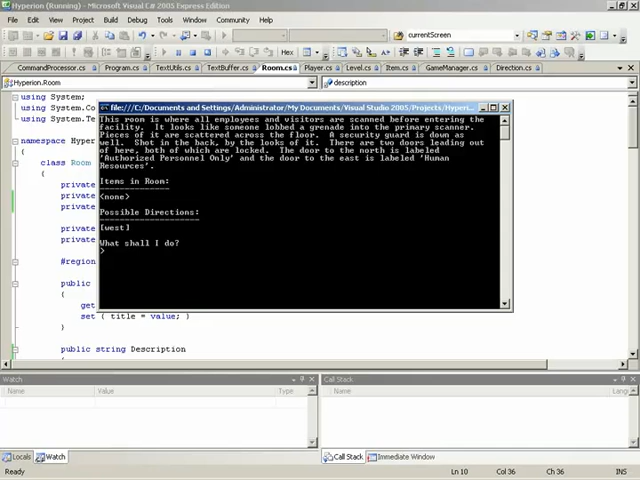 Hyperion (Running) - Microsoft Visual C# 2005 Express Edition
File Edit View Project Build Debug Tools Window Community Help
Hex currentScreen
CommandProcessor.cs Program.cs TextUtils.cs TextBuffer.cs Room.cs Player.cs Level.cs Item.cs GameManager.cs Direction.cs
Hyperion.Room description
using System;
using System.Co
using System.Te
namespace Hyper
class Room
{
private
private
private
private
private
#region
public
{
get
set { title = value; }
}
public string Description
file:///C:/Documents and Settings/Administrator/My Documents/Visual Studio 2005/Projects/Hyperi...
This room is where all employees and visitors are scanned before entering the
facility. It looks like someone lobbed a grenade into the primary scanner.
Pieces of it are scattered across the floor. A security guard is down as
well. Shot in the back, by the looks of it. There are two doors leading out
of here, both of which are locked. The door to the north is labeled
'Authorized Personnel Only' and the door to the east is labeled 'Human
Resources'.
Items in Room:
<none>
Possible Directions:
[west]
What shall I do?
>
Watch
Name Value Type
Call Stack
Name Lang
Locals Watch
Call Stack Immediate Window
Ready Ln 10 Col 36 Ch 36 INS